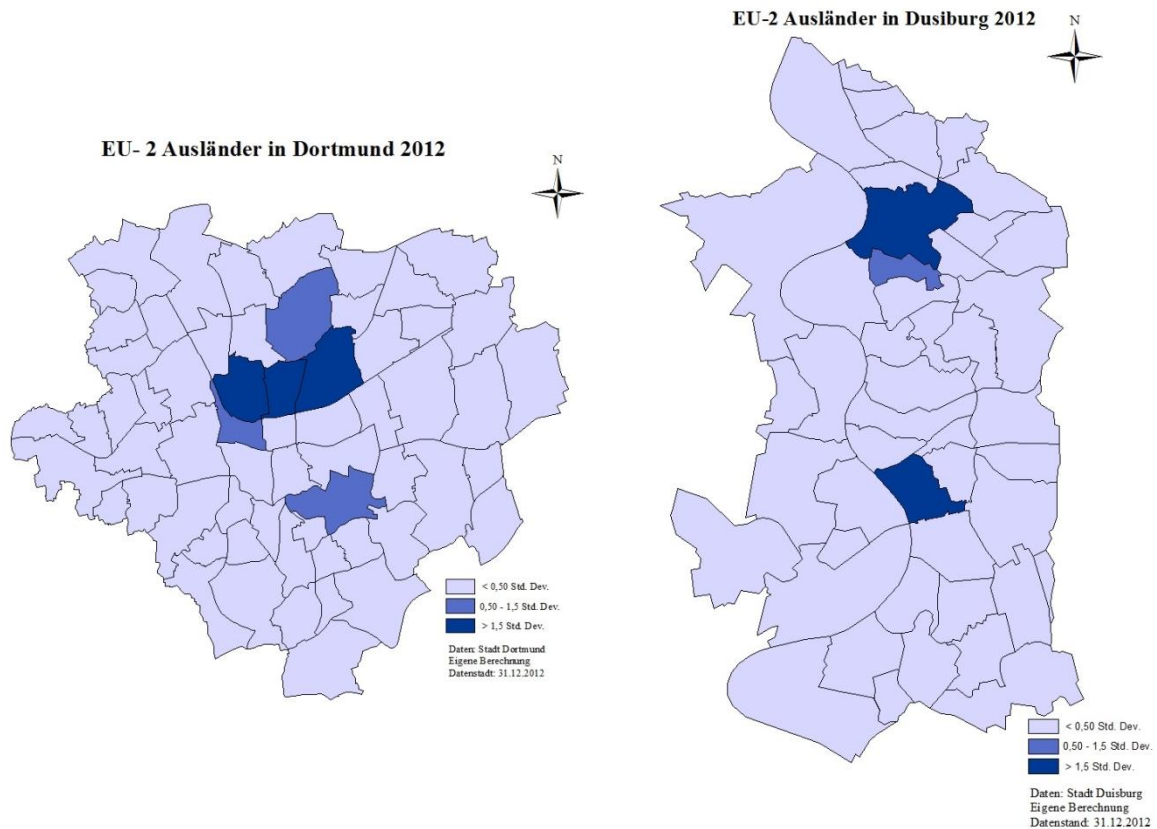 EU- 2 Ausländer in Dortmund 2012
N
< 0,50 Std. Dev.
0,50 - 1,5 Std. Dev.
> 1,5 Std. Dev.
Daten: Stadt Dortmund
Eigene Berechnung
Datenstadt: 31.12.2012
EU-2 Ausländer in Dusiburg 2012
N
< 0,50 Std. Dev.
0,50 - 1,5 Std. Dev.
> 1,5 Std. Dev.
Daten: Stadt Duisburg
Eigene Berechnung
Datenstand: 31.12.2012